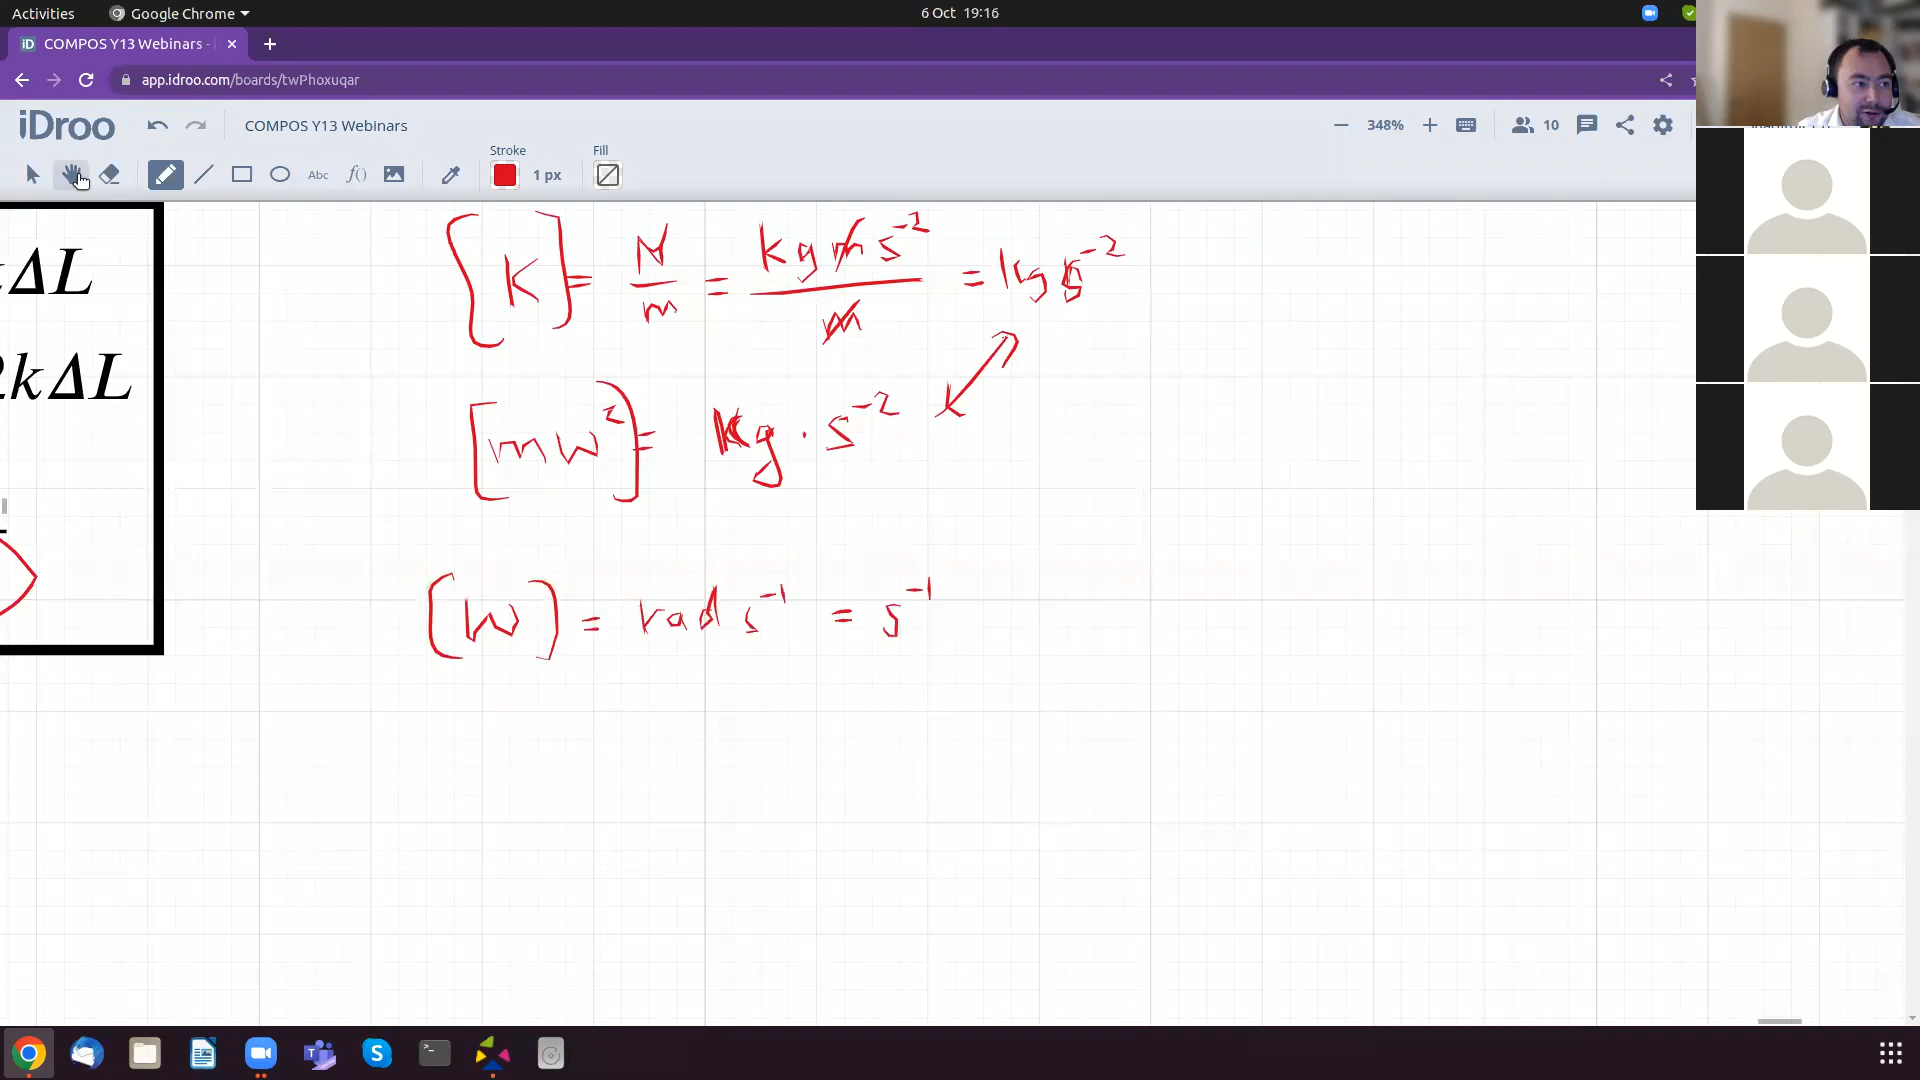 Activities Google Chrome 6 Oct 19:16
iD COMPOS Y13 Webinars -
app.idroo.com/boards/twPhoxuqar
iDroo COMPOS Y13 Webinars 348% 10
Stroke Fill
Abc f() 1 px
[K] = N/m = kg m s⁻² / m = kg s⁻²
ΔL
kΔL
[mw²] = kg · s⁻²
[w] = rad s⁻¹ = s⁻¹